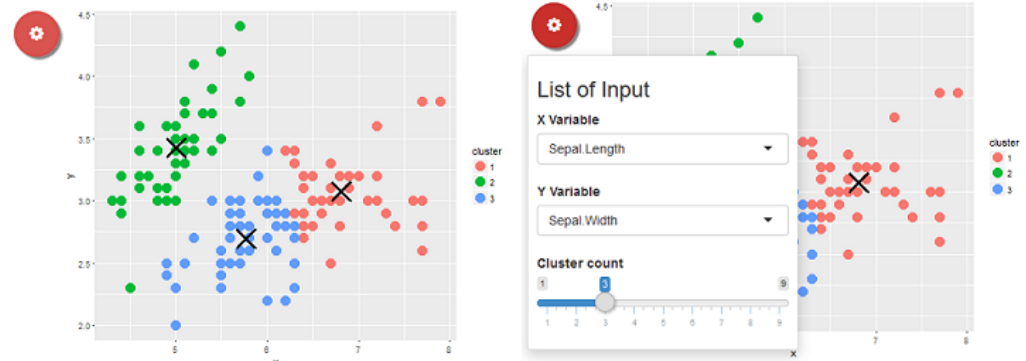 4.5
4.0
3.5
y
3.0
2.5
2.0
5 6 7 8
cluster
1
2
3
4.5
List of Input
X Variable
Sepal.Length
Y Variable
Sepal.Width
Cluster count
1 3 9
1 2 3 4 5 6 7 8 9
7 8
x
cluster
1
2
3